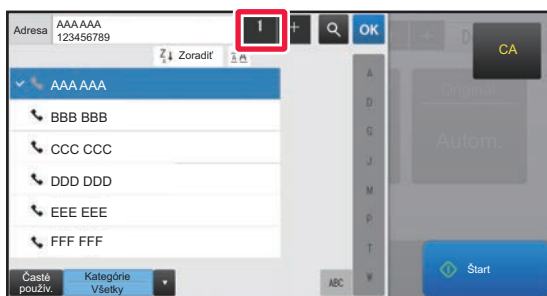 Adresa
AAA AAA
123456789
1
+
OK
+
CA
Z↓ Zoradiť
AAA AAA
BBB BBB
CCC CCC
DDD DDD
EEE EEE
FFF FFF
A
D
G
J
M
P
T
W
Originál
Autom.
Časté
použív.
Kategórie
Všetky
ABC
Štart